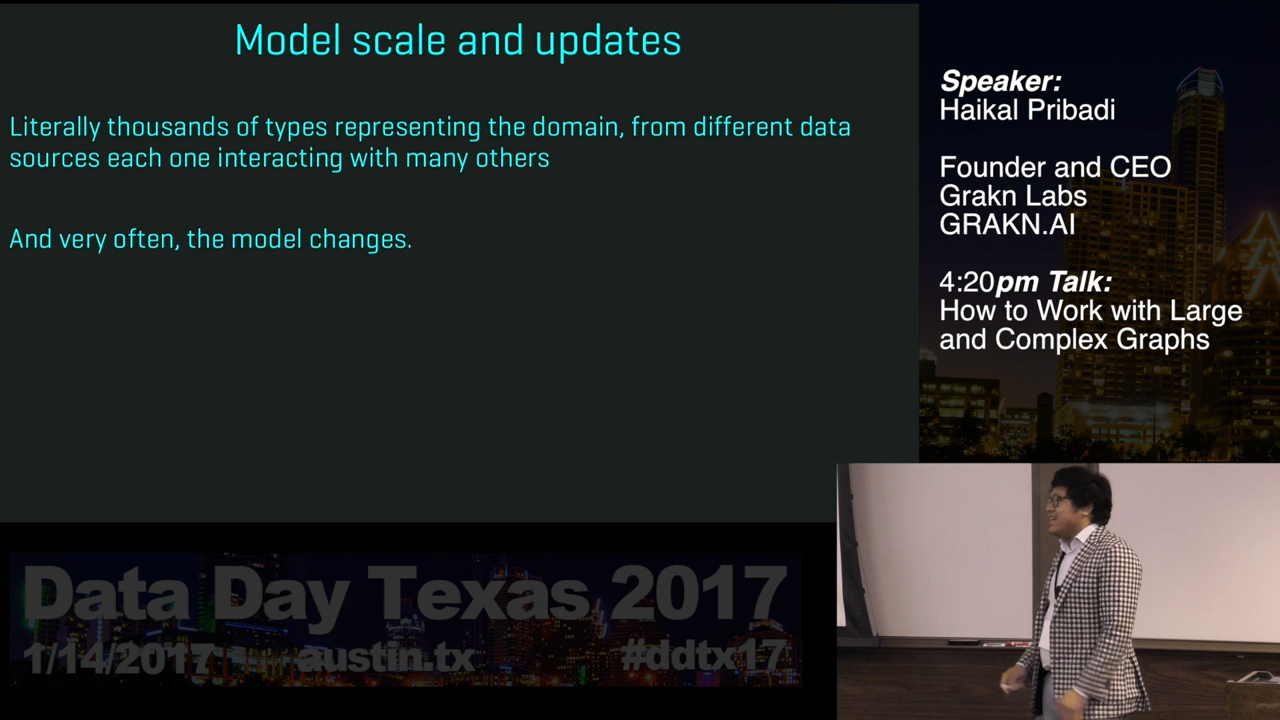 Model scale and updates
Literally thousands of types representing the domain, from different data
sources each one interacting with many others
And very often, the model changes.
Speaker:
Haikal Pribadi
Founder and CEO
Grakn Labs
GRAKN.AI
4:20pm Talk:
How to Work with Large
and Complex Graphs
Data Day Texas 2017
1/14/2017 austin.tx #ddtx17